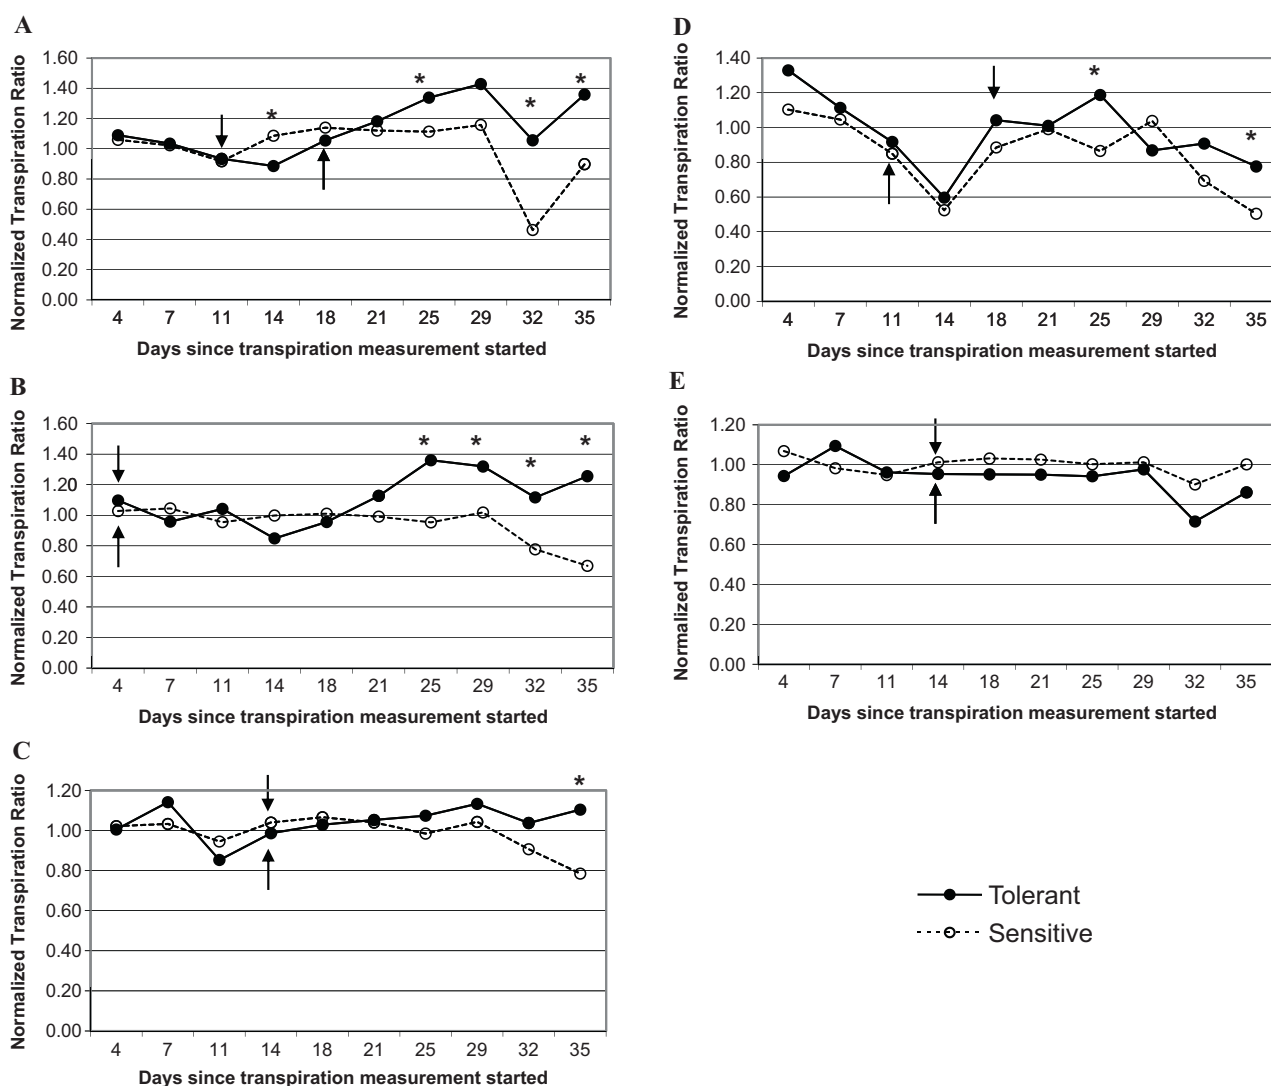 A
Normalized Transpiration Ratio
1.60
1.40
1.20
1.00
0.80
0.60
0.40
0.20
0.00
* * * *
4 7 11 14 18 21 25 29 32 35
Days since transpiration measurement started
B
Normalized Transpiration Ratio
1.60
1.40
1.20
1.00
0.80
0.60
0.40
0.20
0.00
* * * *
4 7 11 14 18 21 25 29 32 35
Days since transpiration measurement started
C
Normalized Transpiration Ratio
1.20
1.00
0.80
0.60
0.40
0.20
0.00
*
4 7 11 14 18 21 25 29 32 35
Days since transpiration measurement started
D
Normalized Transpiration Ratio
1.40
1.20
1.00
0.80
0.60
0.40
0.20
0.00
* *
4 7 11 14 18 21 25 29 32 35
Days since transpiration measurement started
E
Normalized Transpiration Ratio
1.20
1.00
0.80
0.60
0.40
0.20
0.00
4 7 11 14 18 21 25 29 32 35
Days since transpiration measurement started
Tolerant
Sensitive